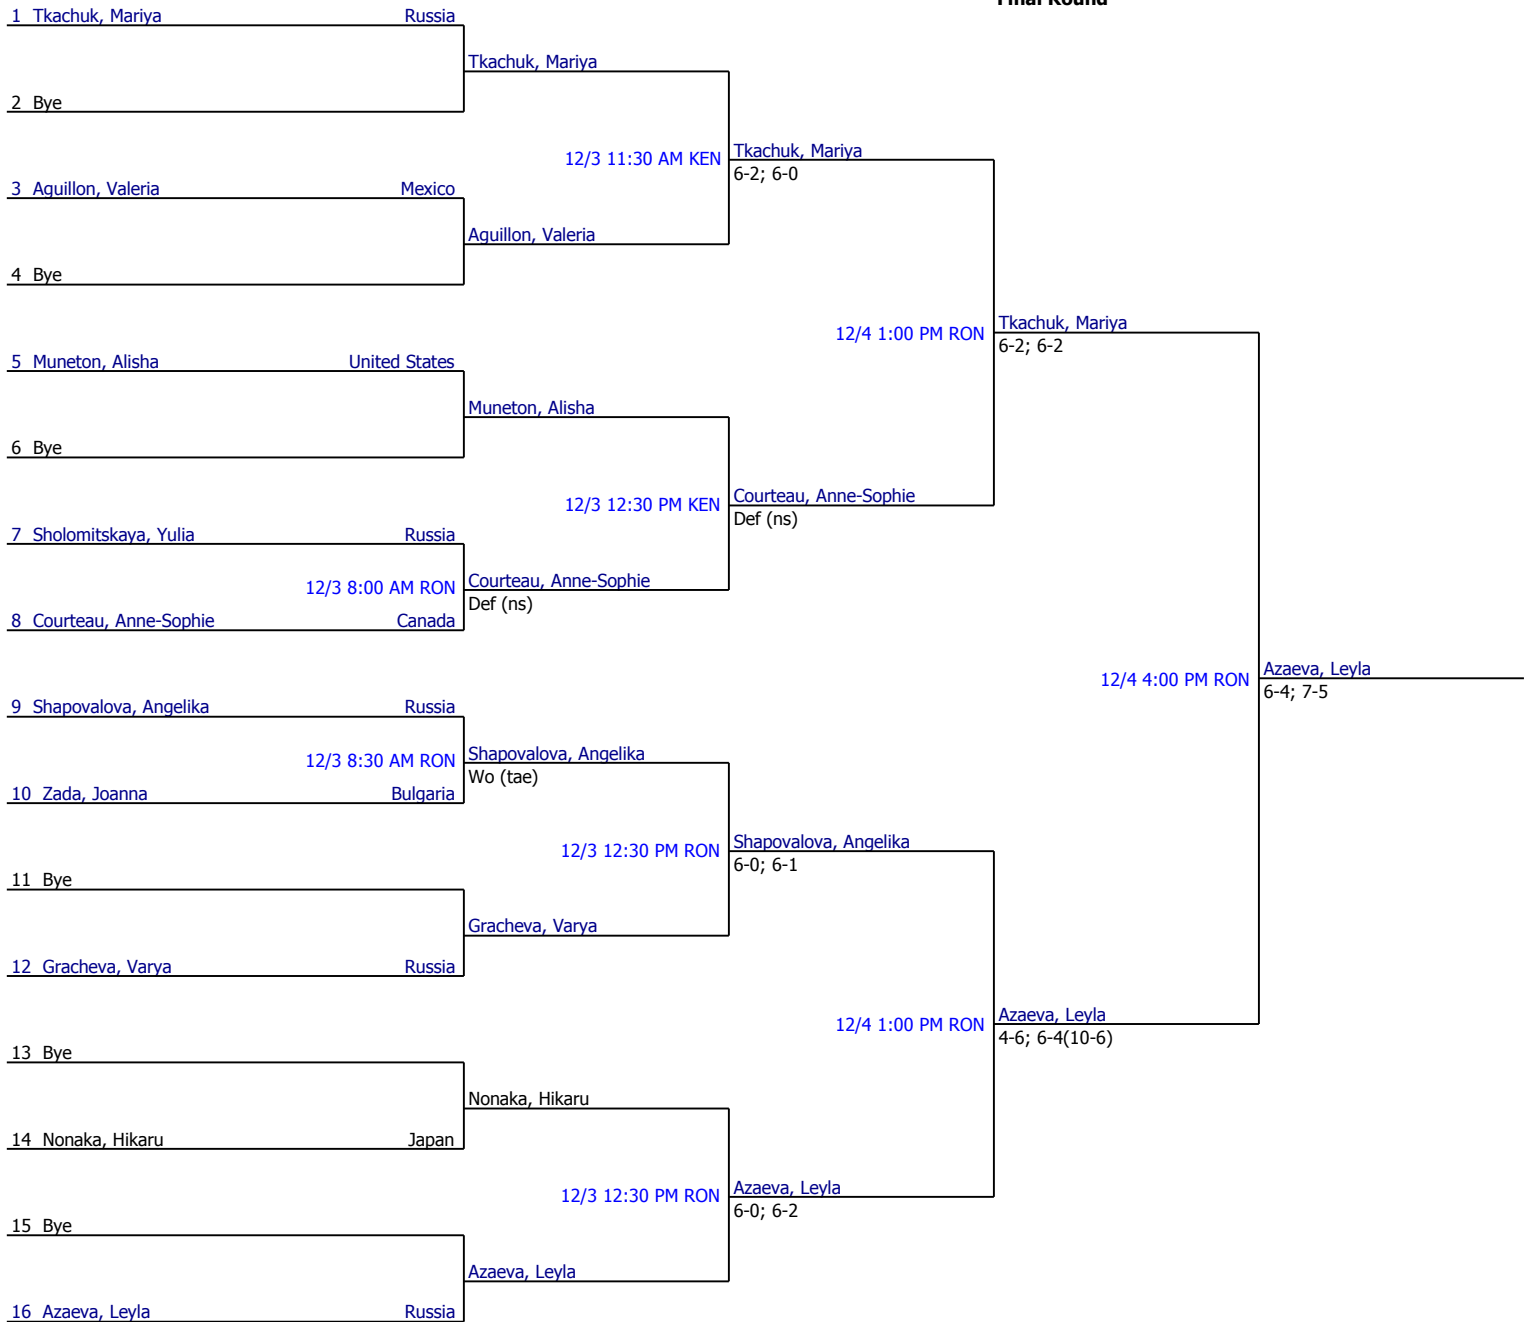 Final Round
1 Tkachuk, Mariya Russia
Tkachuk, Mariya
2 Bye
12/3 11:30 AM KEN Tkachuk, Mariya
6-2; 6-0
3 Aguillon, Valeria Mexico
Aguillon, Valeria
4 Bye
12/4 1:00 PM RON Tkachuk, Mariya
6-2; 6-2
5 Muneton, Alisha United States
Muneton, Alisha
6 Bye
12/3 12:30 PM KEN Courteau, Anne-Sophie
Def (ns)
7 Sholomitskaya, Yulia Russia
12/3 8:00 AM RON Courteau, Anne-Sophie
Def (ns)
8 Courteau, Anne-Sophie Canada
12/4 4:00 PM RON Azaeva, Leyla
6-4; 7-5
9 Shapovalova, Angelika Russia
12/3 8:30 AM RON Shapovalova, Angelika
Wo (tae)
10 Zada, Joanna Bulgaria
12/3 12:30 PM RON Shapovalova, Angelika
6-0; 6-1
11 Bye
Gracheva, Varya
12 Gracheva, Varya Russia
12/4 1:00 PM RON Azaeva, Leyla
4-6; 6-4(10-6)
13 Bye
Nonaka, Hikaru
14 Nonaka, Hikaru Japan
12/3 12:30 PM RON Azaeva, Leyla
6-0; 6-2
15 Bye
Azaeva, Leyla
16 Azaeva, Leyla Russia